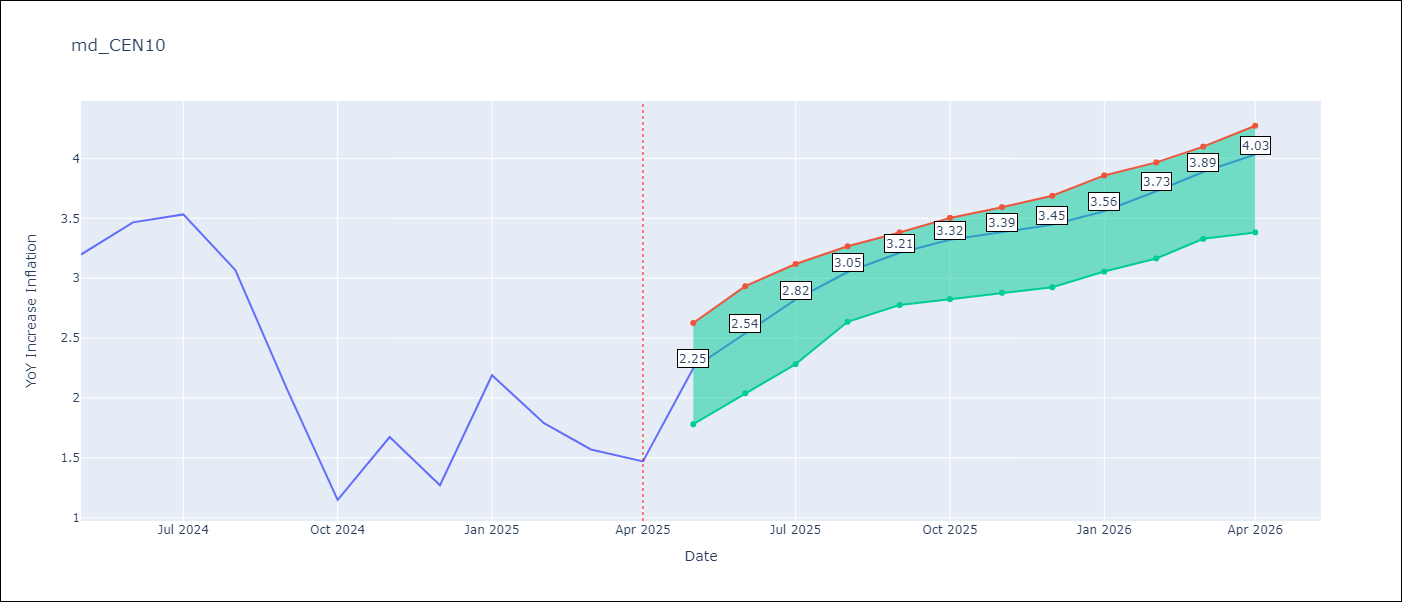 md_CEN10
YoY Increase Inflation
4
3.5
3
2.5
2
1.5
1
2.25
2.54
2.82
3.05
3.21
3.32
3.39
3.45
3.56
3.73
3.89
4.03
Jul 2024
Oct 2024
Jan 2025
Apr 2025
Jul 2025
Oct 2025
Jan 2026
Apr 2026
Date